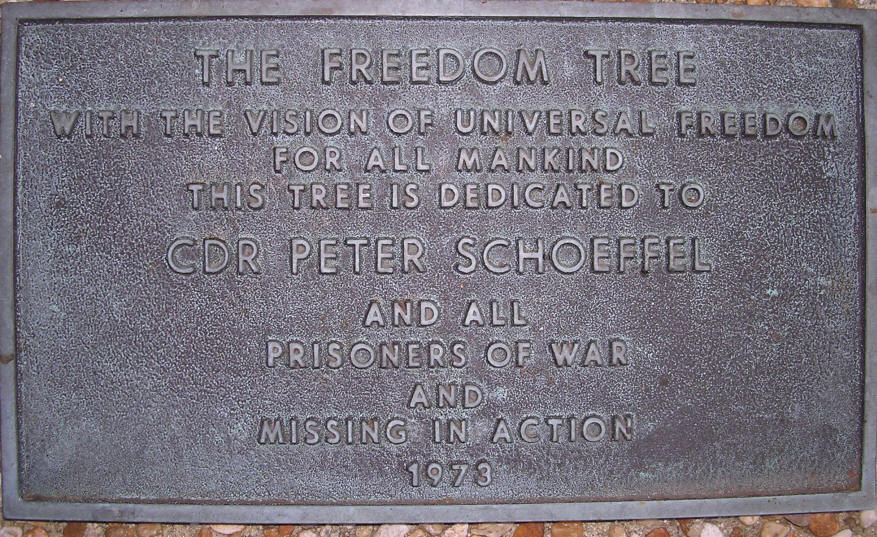 THE FREEDOM TREE
WITH THE VISION OF UNIVERSAL FREEDOM
FOR ALL MANKIND
THIS TREE IS DEDICATED TO
CDR PETER SCHOEFFEL
AND ALL
PRISONERS OF WAR
AND
MISSING IN ACTION
1973